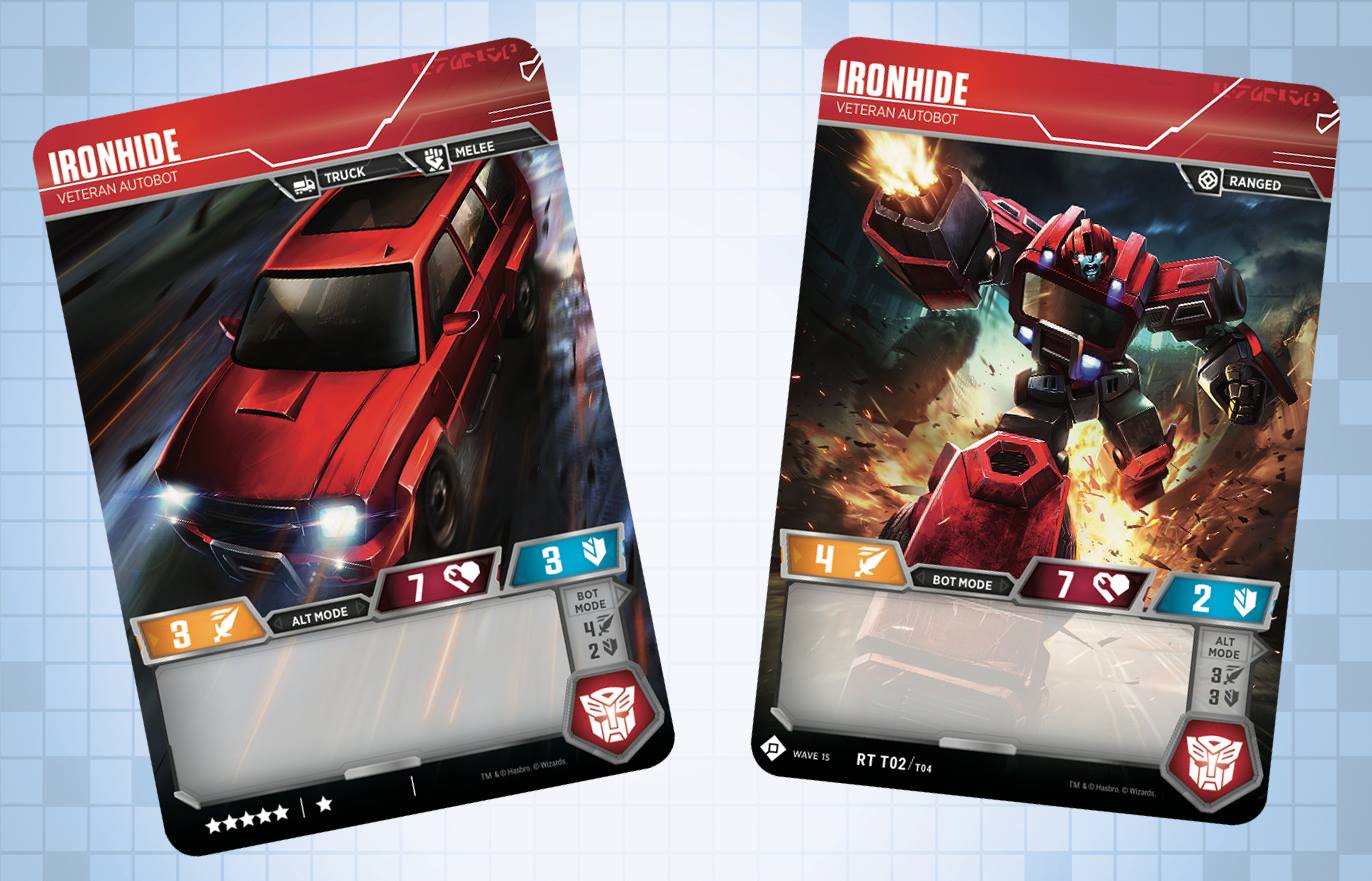 IRONHIDE
VETERAN AUTOBOT
TRUCK
MELEE
3
ALT MODE
7
3
BOT
MODE
4
2
TM & © Hasbro. © Wizards.
IRONHIDE
VETERAN AUTOBOT
RANGED
4
BOT MODE
7
2
ALT
MODE
3
3
WAVE 1S
RT T02/T04
TM & © Hasbro. © Wizards.